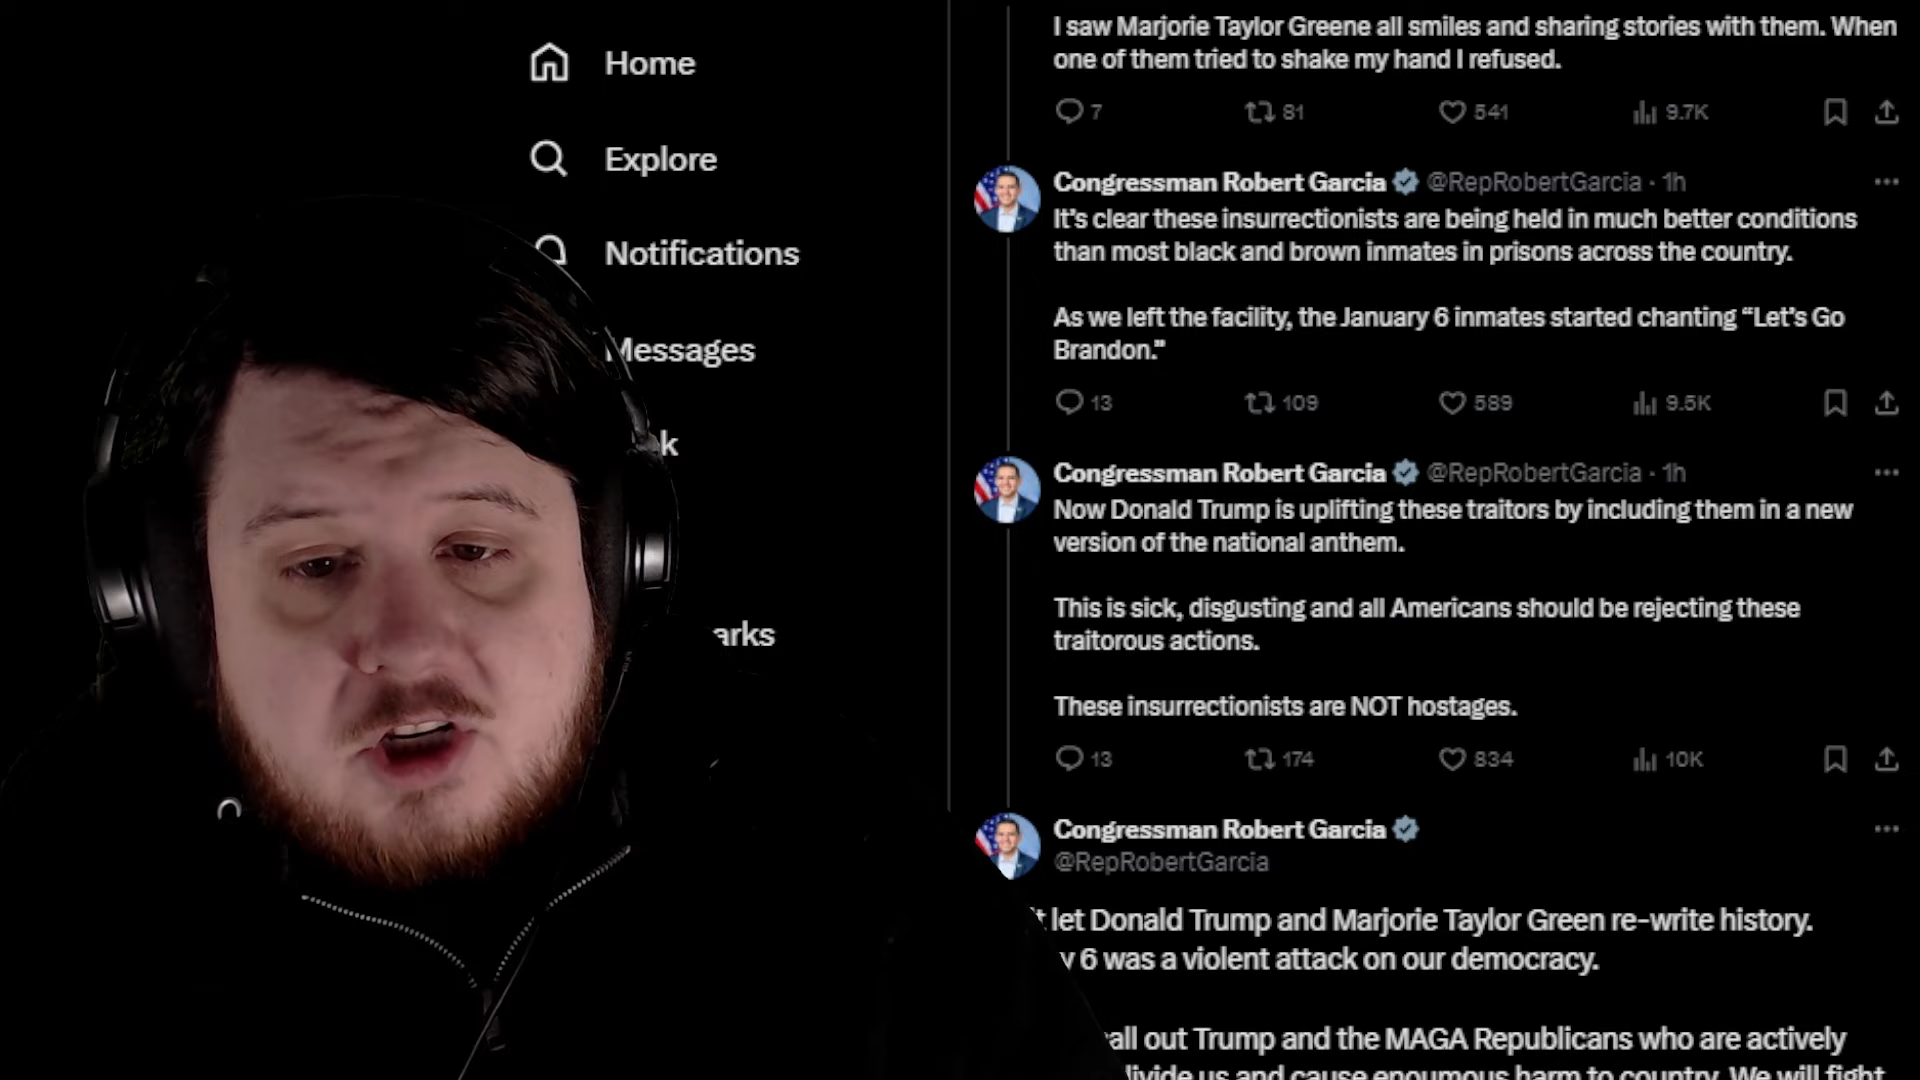 Home
Explore
Notifications
Messages
k
arks
I saw Marjorie Taylor Greene all smiles and sharing stories with them. When
one of them tried to shake my hand I refused.
7 81 541 9.7K
Congressman Robert Garcia @RepRobertGarcia · 1h
It's clear these insurrectionists are being held in much better conditions
than most black and brown inmates in prisons across the country.
As we left the facility, the January 6 inmates started chanting “Let's Go
Brandon.”
13 109 589 9.5K
Congressman Robert Garcia @RepRobertGarcia · 1h
Now Donald Trump is uplifting these traitors by including them in a new
version of the national anthem.
This is sick, disgusting and all Americans should be rejecting these
traitorous actions.
These insurrectionists are NOT hostages.
13 174 834 10K
Congressman Robert Garcia
@RepRobertGarcia
't let Donald Trump and Marjorie Taylor Green re-write history.
y 6 was a violent attack on our democracy.
all out Trump and the MAGA Republicans who are actively
divide us and cause enoumous harm to country. We will fight